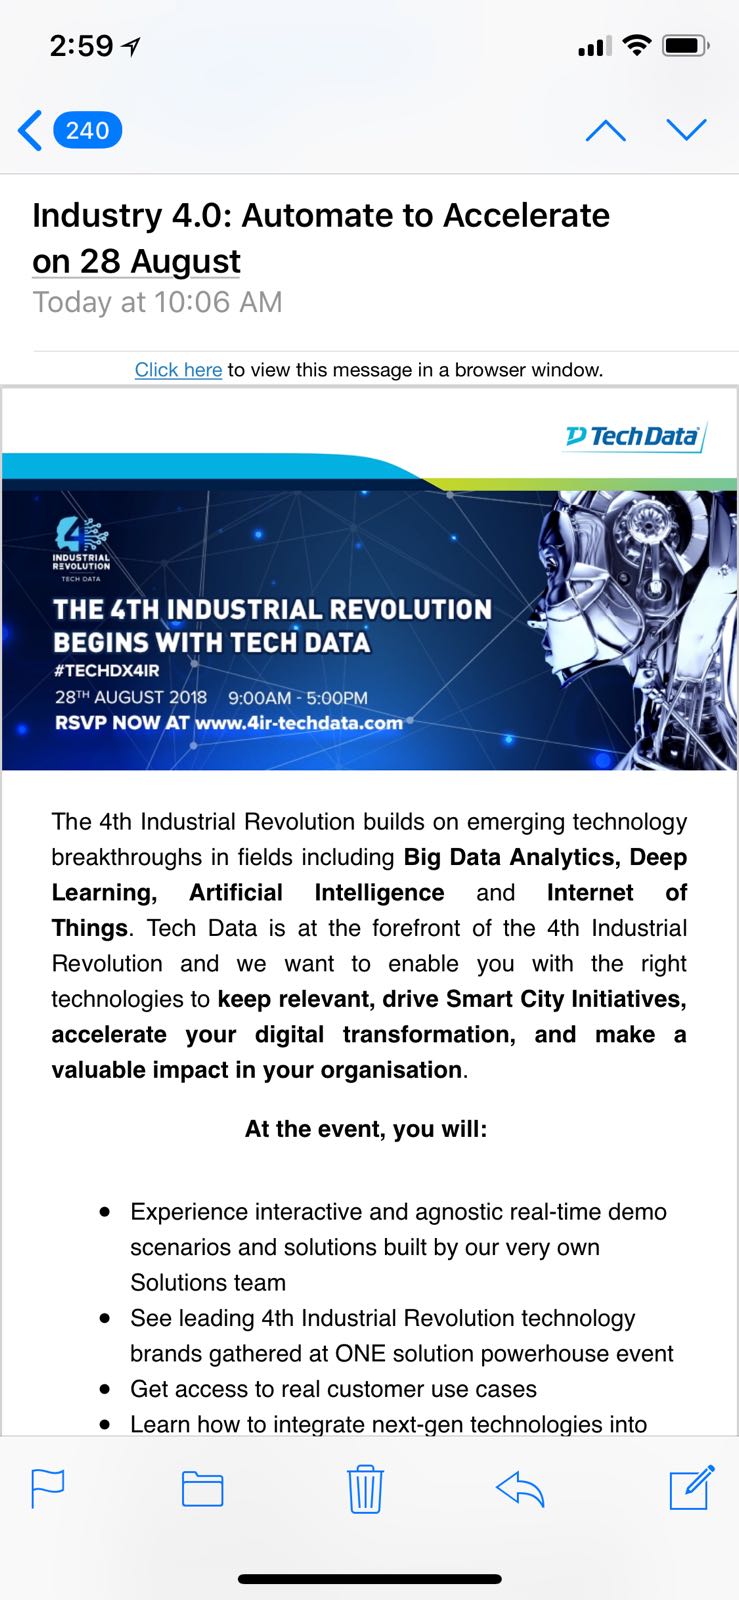 2:59
240
Industry 4.0: Automate to Accelerate
on 28 August
Today at 10:06 AM
Click here to view this message in a browser window.
TD TechData
4
INDUSTRIAL
REVOLUTION
TECH DATA
THE 4TH INDUSTRIAL REVOLUTION
BEGINS WITH TECH DATA
#TECHDX4IR
28TH AUGUST 2018 9:00AM - 5:00PM
RSVP NOW AT www.4ir-techdata.com
The 4th Industrial Revolution builds on emerging technology
breakthroughs in fields including Big Data Analytics, Deep
Learning, Artificial Intelligence and Internet of
Things. Tech Data is at the forefront of the 4th Industrial
Revolution and we want to enable you with the right
technologies to keep relevant, drive Smart City Initiatives,
accelerate your digital transformation, and make a
valuable impact in your organisation.
At the event, you will:
• Experience interactive and agnostic real-time demo
scenarios and solutions built by our very own
Solutions team
• See leading 4th Industrial Revolution technology
brands gathered at ONE solution powerhouse event
• Get access to real customer use cases
• Learn how to integrate next-gen technologies into